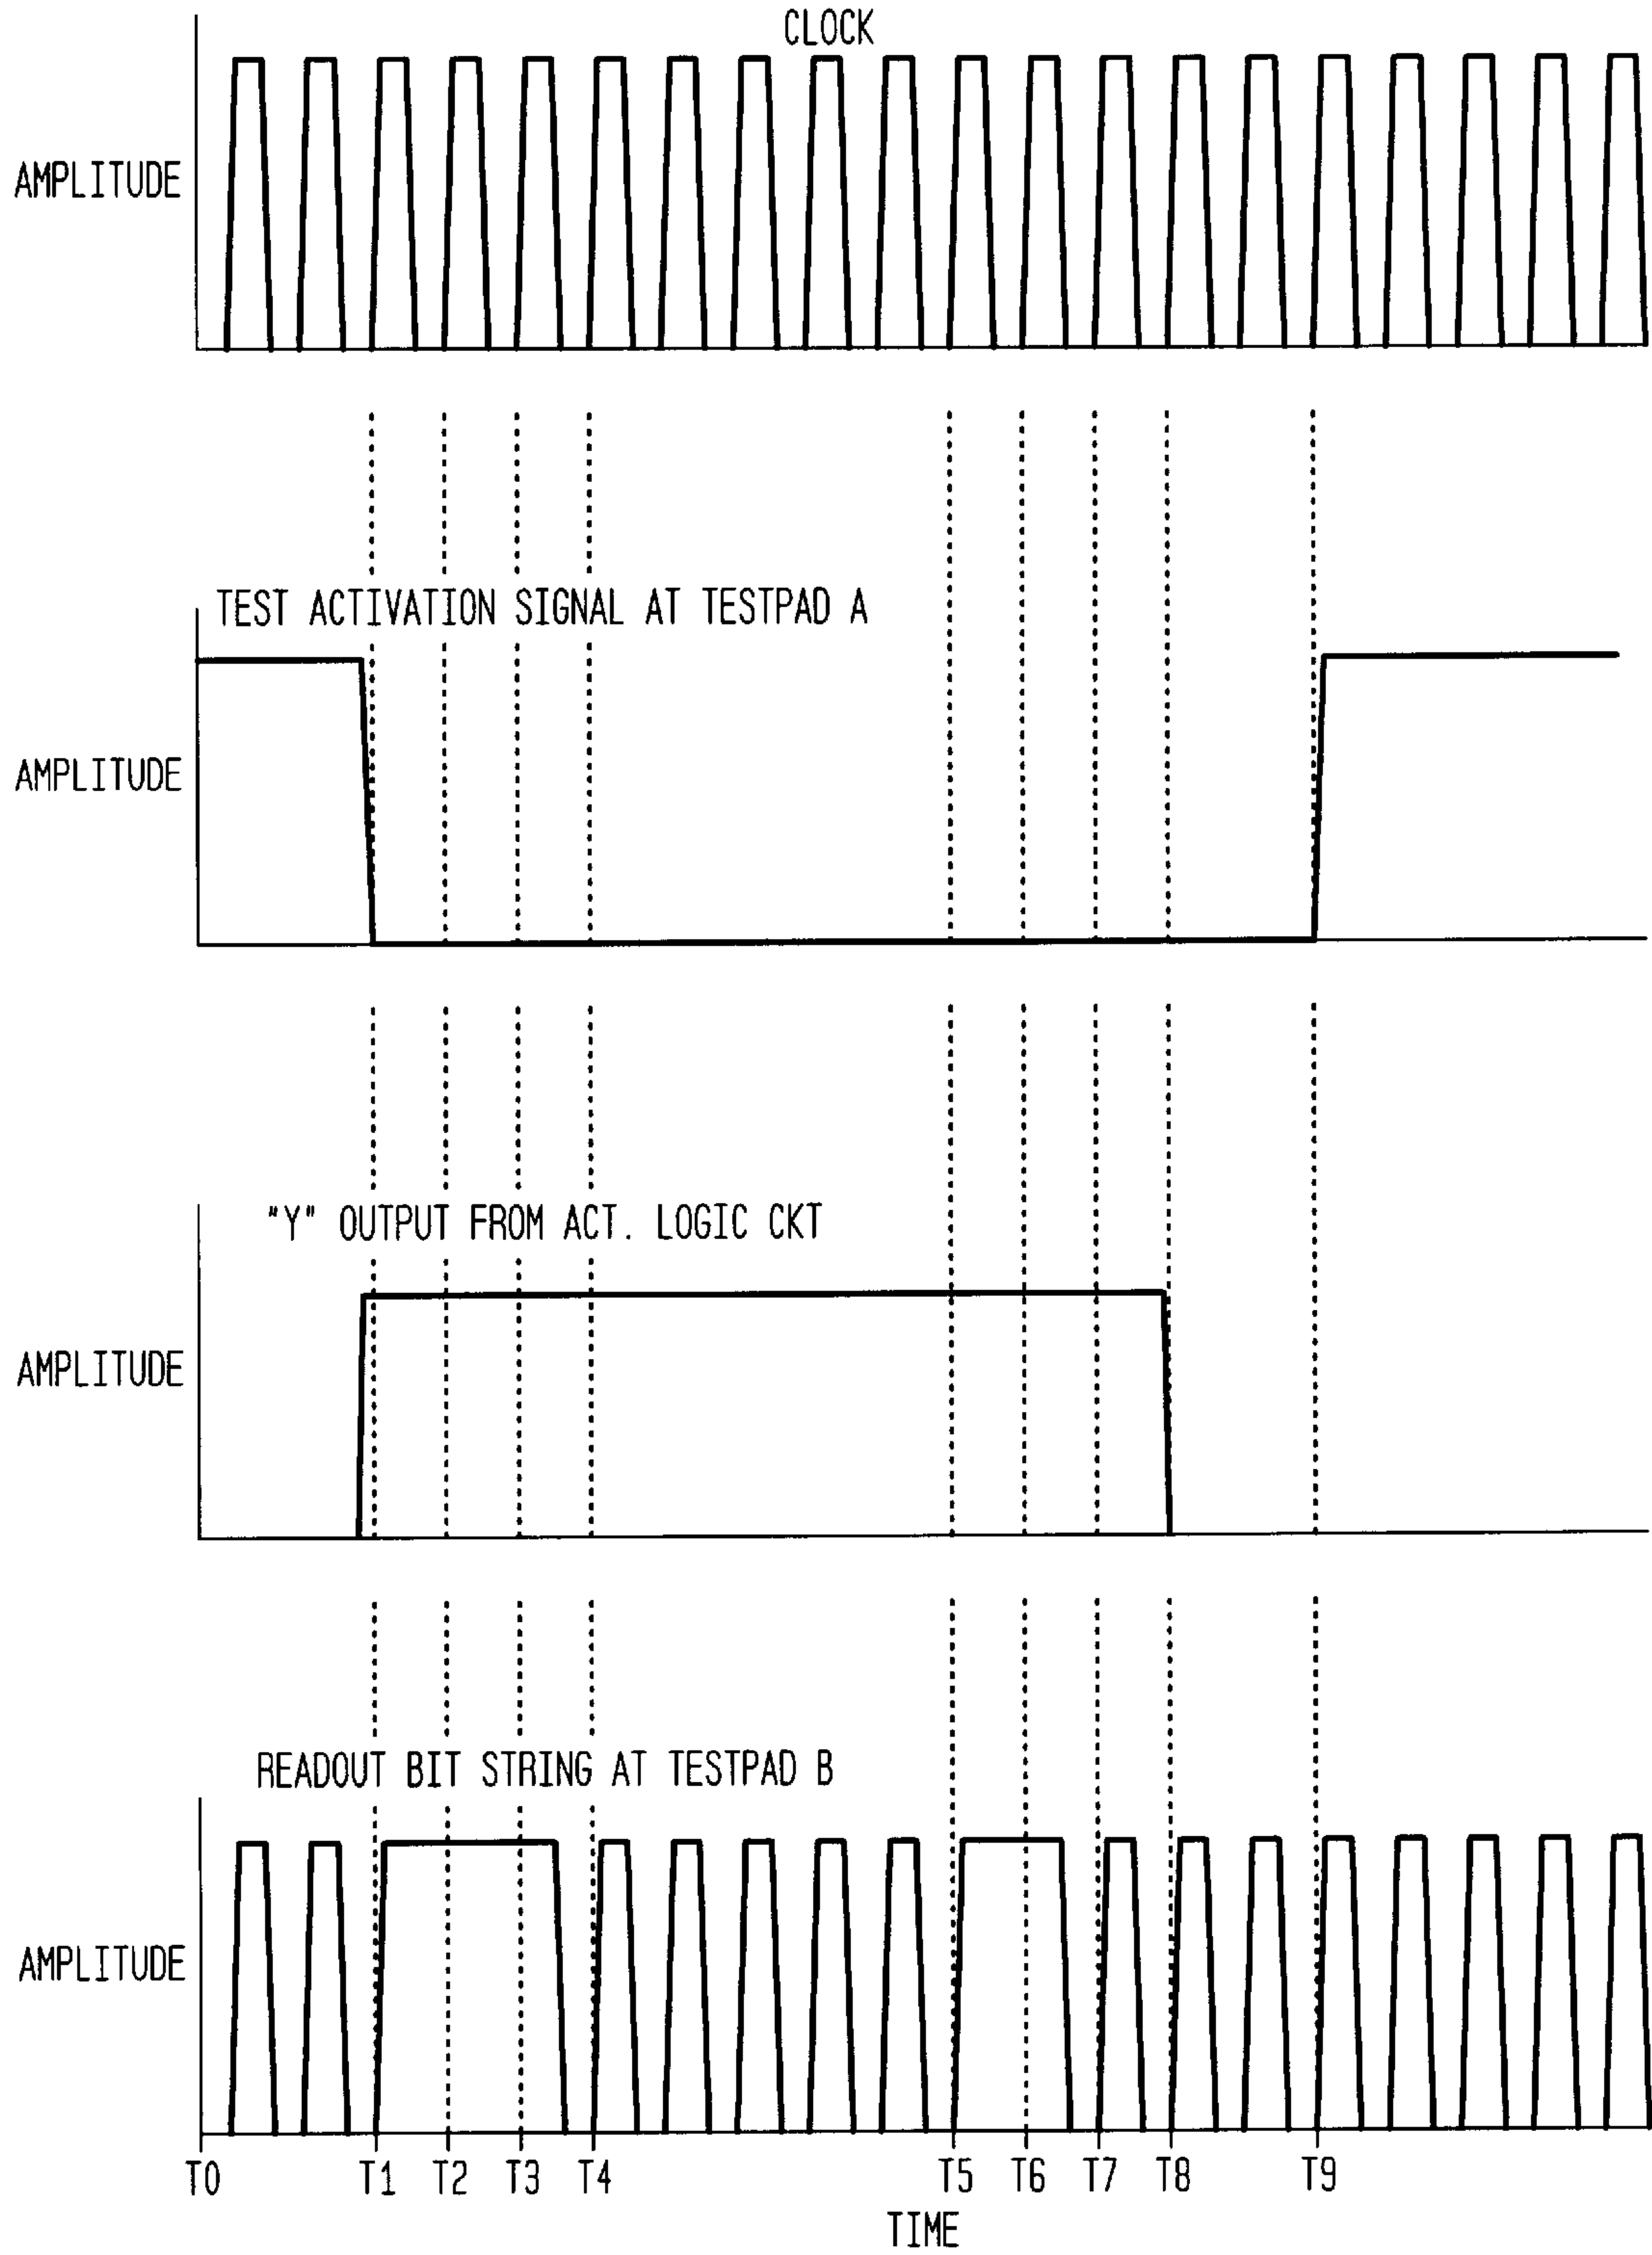 CLOCK
AMPLITUDE
TEST ACTIVATION SIGNAL AT TESTPAD A
AMPLITUDE
"Y" OUTPUT FROM ACT. LOGIC CKT
AMPLITUDE
READOUT BIT STRING AT TESTPAD B
AMPLITUDE
T0 T1 T2 T3 T4 T5 T6 T7 T8 T9
TIME